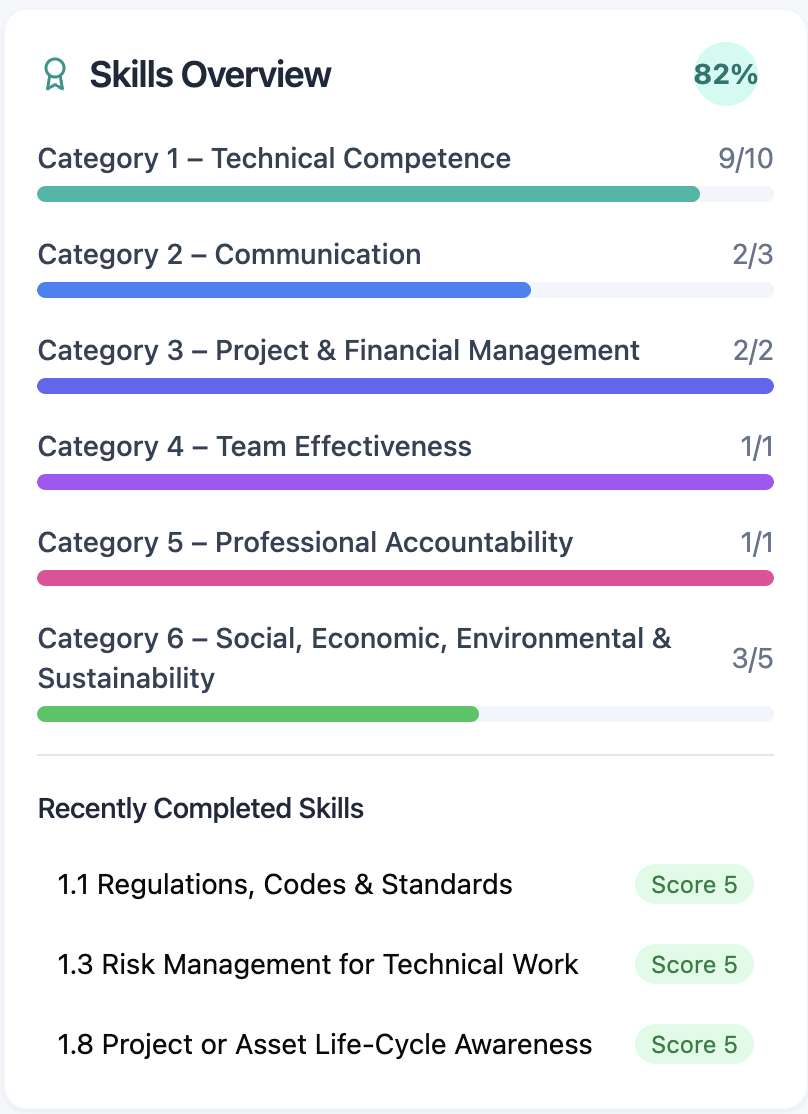 Skills Overview
82%
Category 1 – Technical Competence
9/10
Category 2 – Communication
2/3
Category 3 – Project & Financial Management
2/2
Category 4 – Team Effectiveness
1/1
Category 5 – Professional Accountability
1/1
Category 6 – Social, Economic, Environmental &
Sustainability
3/5
Recently Completed Skills
1.1 Regulations, Codes & Standards
Score 5
1.3 Risk Management for Technical Work
Score 5
1.8 Project or Asset Life-Cycle Awareness
Score 5